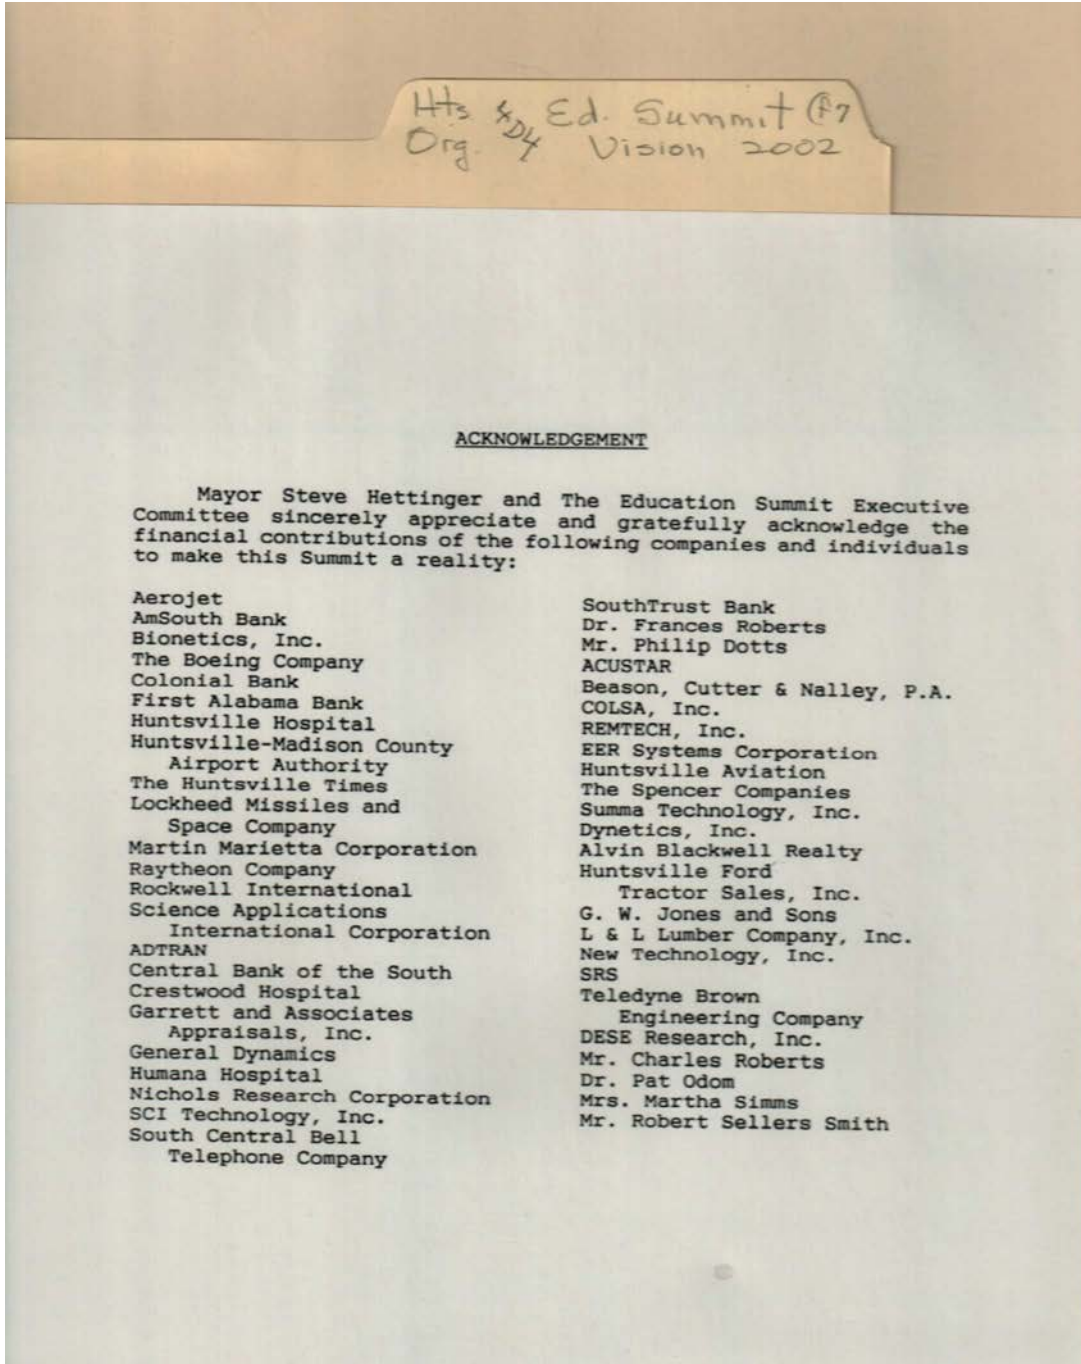 Hts Ed. Summit
Org. Vision 2002
ACKNOWLEDGEMENT
Mayor Steve Hettinger and The Education Summit Executive
Committee sincerely appreciate and gratefully acknowledge the
financial contributions of the following companies and individuals
to make this Summit a reality:
Aerojet
AmSouth Bank
Bionetics, Inc.
The Boeing Company
Colonial Bank
First Alabama Bank
Huntsville Hospital
Huntsville-Madison County
Airport Authority
The Huntsville Times
Lockheed Missiles and
Space Company
Martin Marietta Corporation
Raytheon Company
Rockwell International
Science Applications
International Corporation
ADTRAN
Central Bank of the South
Crestwood Hospital
Garrett and Associates
Appraisals, Inc.
General Dynamics
Humana Hospital
Nichols Research Corporation
SCI Technology, Inc.
South Central Bell
Telephone Company
SouthTrust Bank
Dr. Frances Roberts
Mr. Philip Dotts
ACUSTAR
Beason, Cutter & Nalley, P.A.
COLSA, Inc.
REMTECH, Inc.
EER Systems Corporation
Huntsville Aviation
The Spencer Companies
Summa Technology, Inc.
Dynetics, Inc.
Alvin Blackwell Realty
Huntsville Ford
Tractor Sales, Inc.
G. W. Jones and Sons
L & L Lumber Company, Inc.
New Technology, Inc.
SRS
Teledyne Brown
Engineering Company
DESE Research, Inc.
Mr. Charles Roberts
Dr. Pat Odom
Mrs. Martha Simms
Mr. Robert Sellers Smith